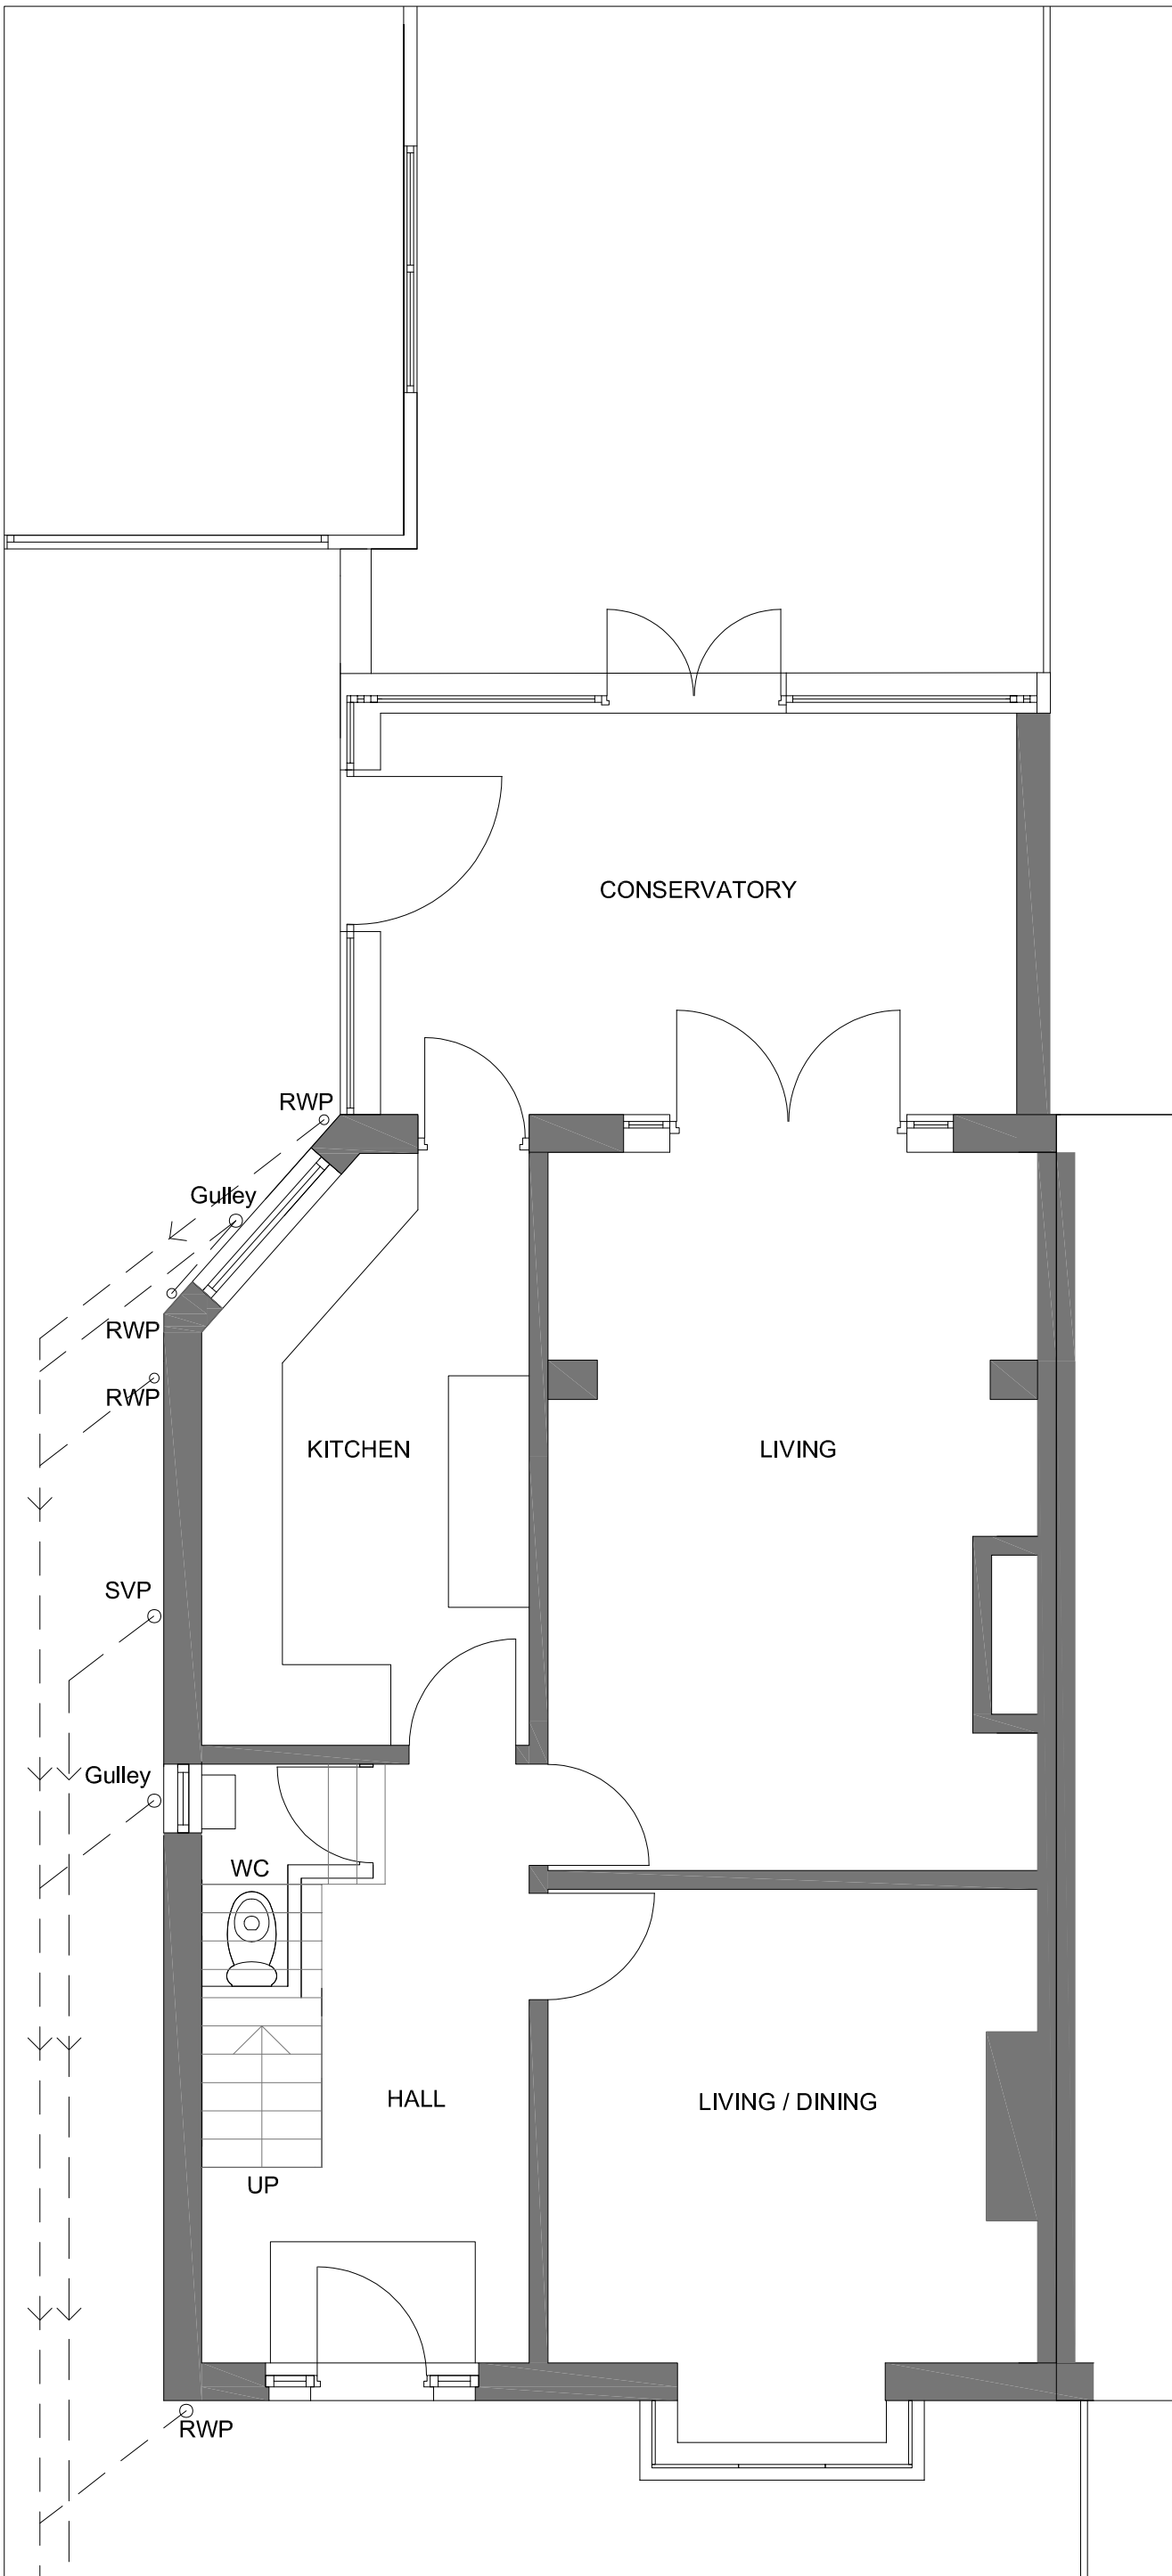 CONSERVATORY
RWP
Gulley
RWP
RWP
KITCHEN
LIVING
SVP
Gulley
WC
HALL
LIVING / DINING
UP
RWP